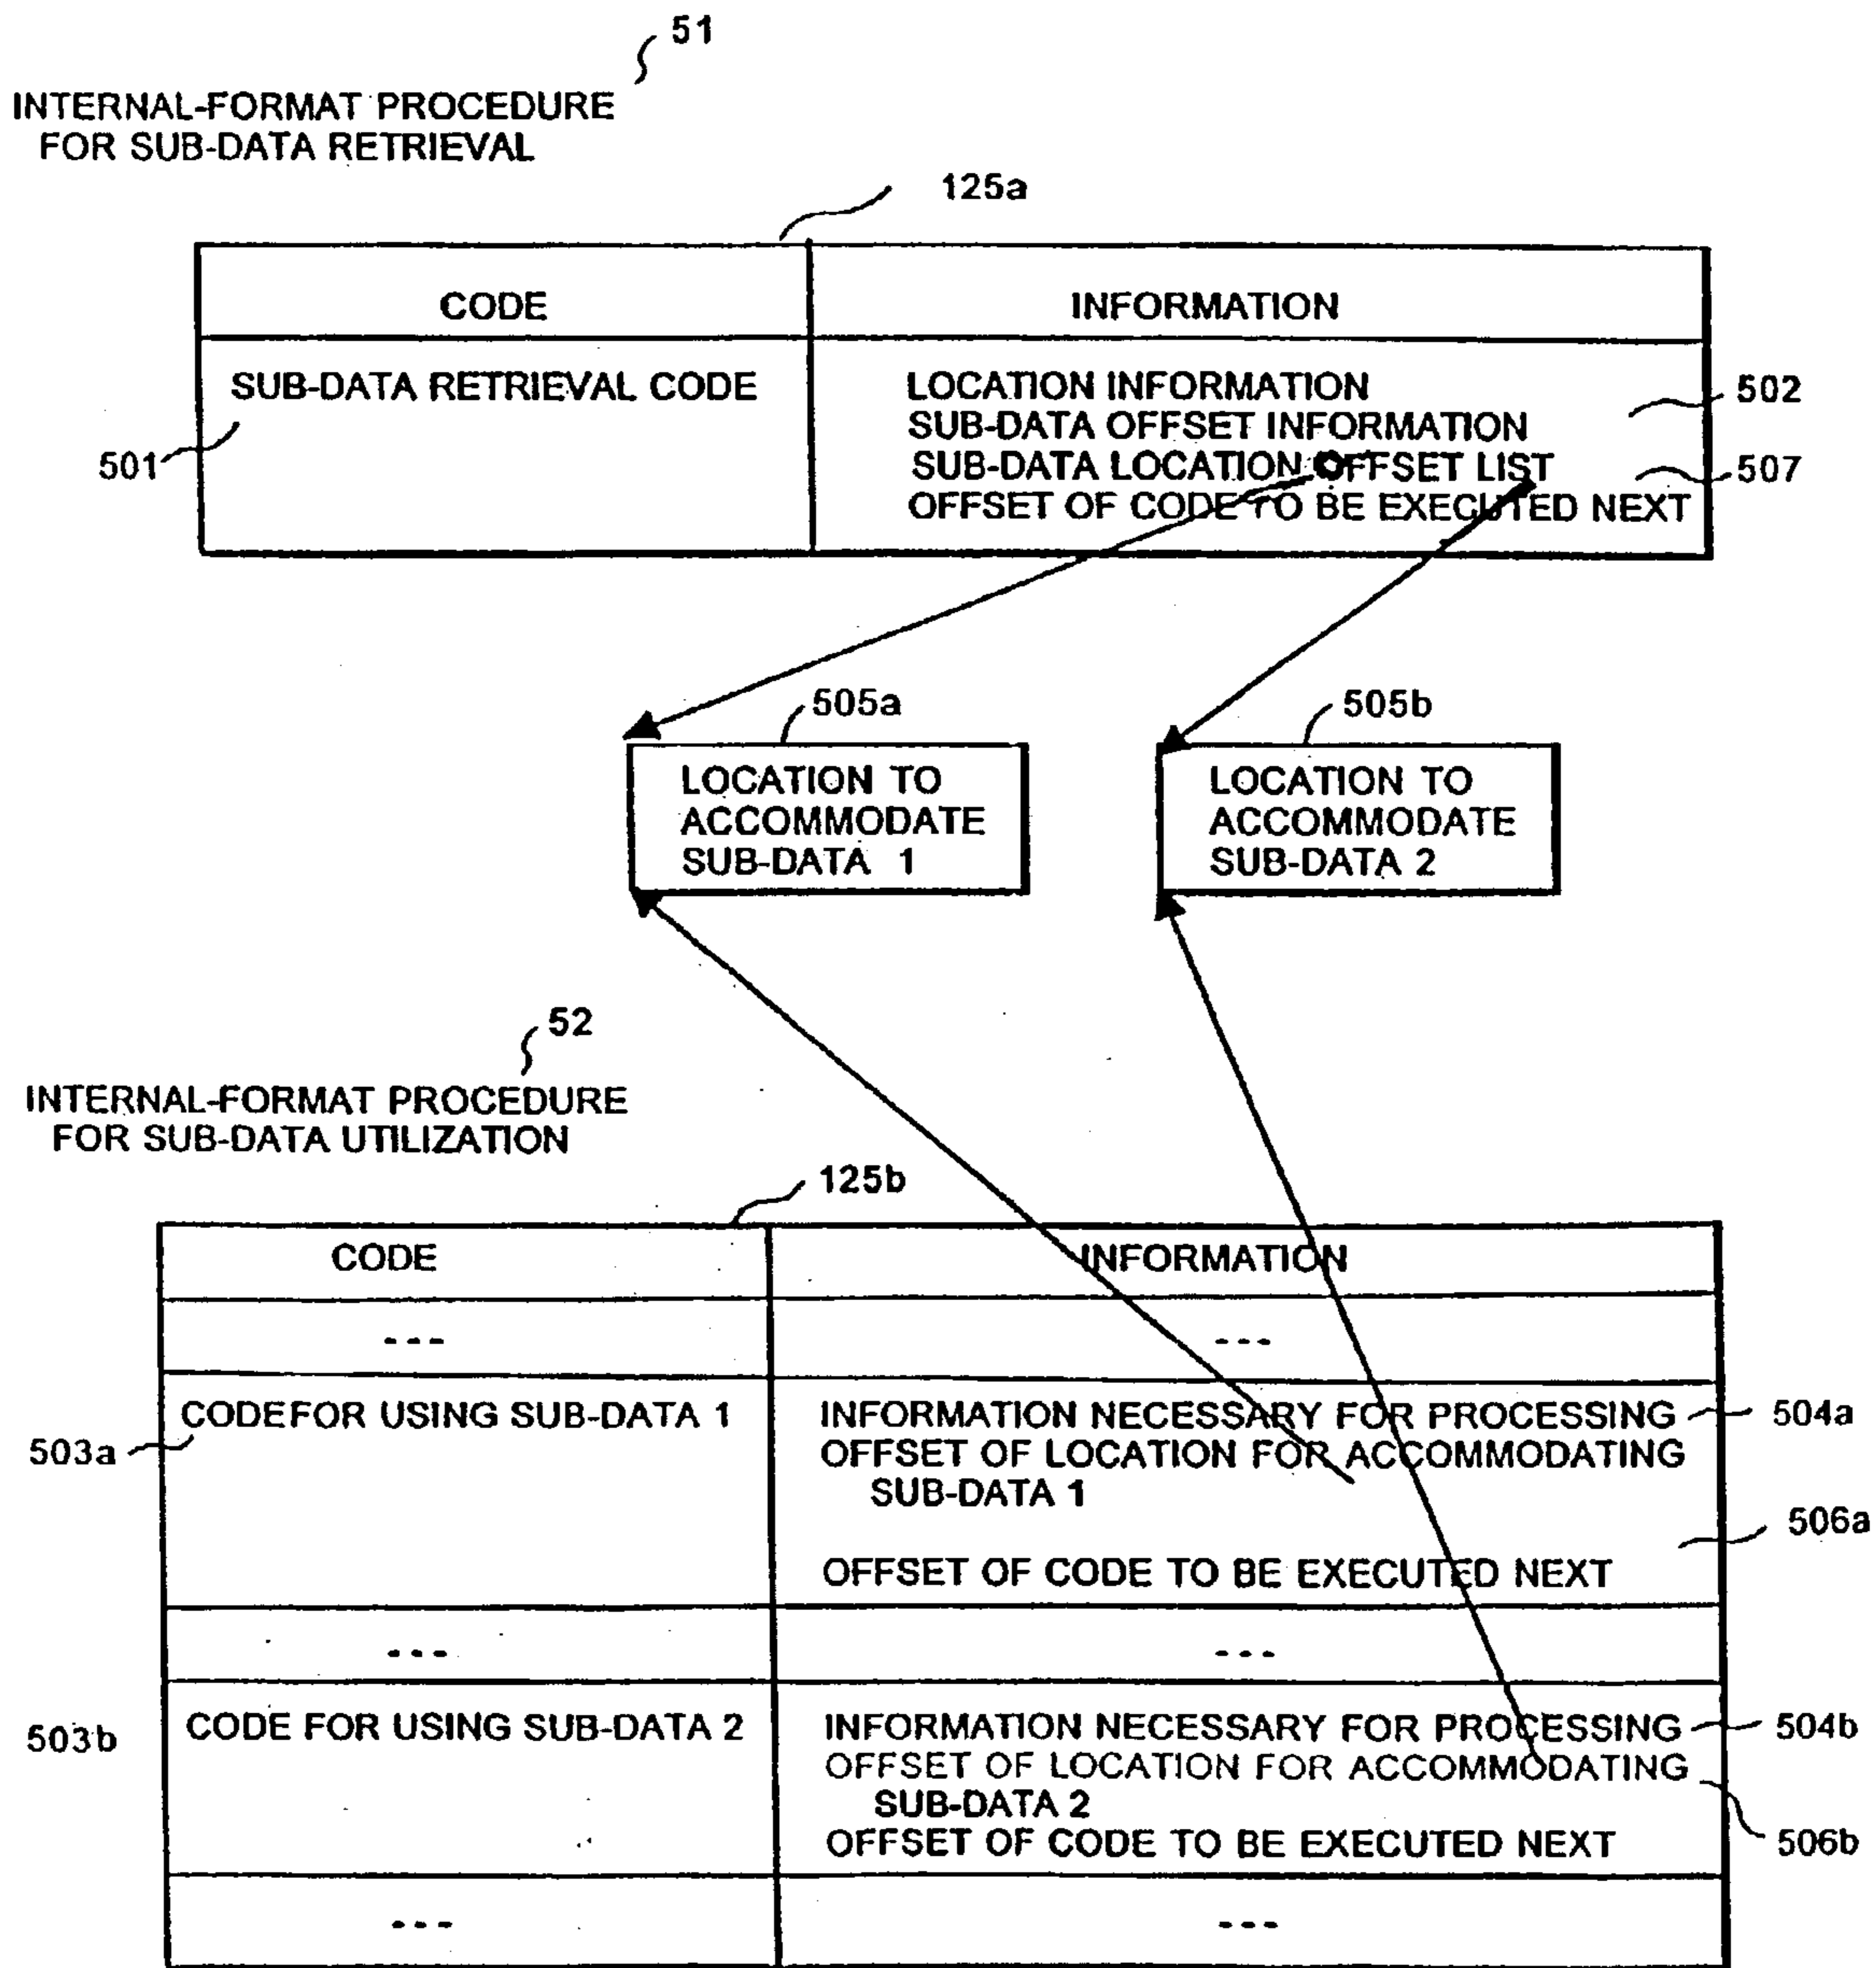 51
INTERNAL-FORMAT PROCEDURE
FOR SUB-DATA RETRIEVAL
125a
CODE INFORMATION
SUB-DATA RETRIEVAL CODE
501
LOCATION INFORMATION
SUB-DATA OFFSET INFORMATION
SUB-DATA LOCATION OFFSET LIST
OFFSET OF CODE TO BE EXECUTED NEXT
502
507
505a
LOCATION TO
ACCOMMODATE
SUB-DATA 1
505b
LOCATION TO
ACCOMMODATE
SUB-DATA 2
52
INTERNAL-FORMAT PROCEDURE
FOR SUB-DATA UTILIZATION
125b
CODE INFORMATION
--- ---
CODEFOR USING SUB-DATA 1
503a
INFORMATION NECESSARY FOR PROCESSING
OFFSET OF LOCATION FOR ACCOMMODATING
SUB-DATA 1
OFFSET OF CODE TO BE EXECUTED NEXT
504a
506a
--- ---
503b
CODE FOR USING SUB-DATA 2
INFORMATION NECESSARY FOR PROCESSING
OFFSET OF LOCATION FOR ACCOMMODATING
SUB-DATA 2
OFFSET OF CODE TO BE EXECUTED NEXT
504b
506b
--- ---